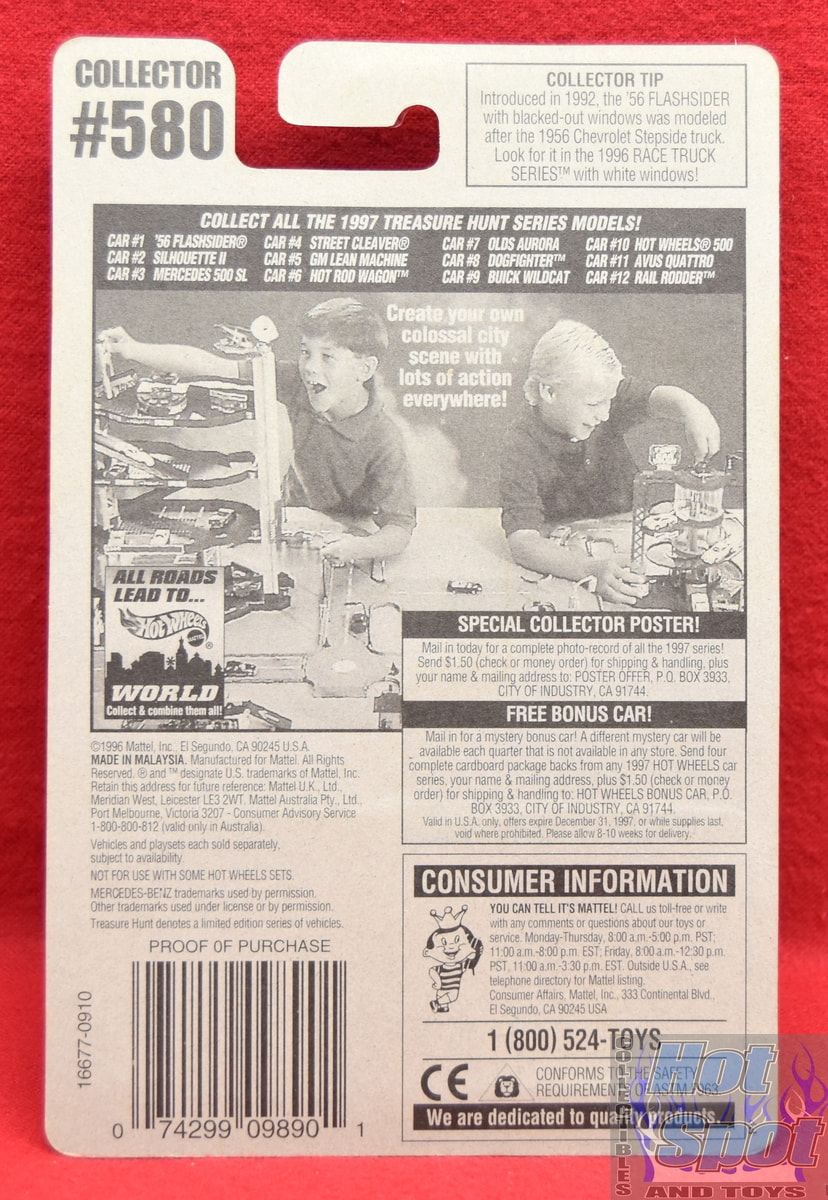 COLLECTOR
#580
COLLECTOR TIP
Introduced in 1992, the '56 FLASHSIDER
with blacked-out windows was modeled
after the 1956 Chevrolet Stepside truck.
Look for it in the 1996 RACE TRUCK
SERIES™ with white windows!
COLLECT ALL THE 1997 TREASURE HUNT SERIES MODELS!
CAR #1 '56 FLASHSIDER® CAR #4 STREET CLEAVER® CAR #7 OLDS AURORA CAR #10 HOT WHEELS® 500
CAR #2 SILHOUETTE II CAR #5 GM LEAN MACHINE CAR #8 DOGFIGHTER™ CAR #11 AVUS QUATTRO
CAR #3 MERCEDES 500 SL CAR #6 HOT ROD WAGON™ CAR #9 BUICK WILDCAT CAR #12 RAIL RODDER™
Create your own
colossal city
scene with
lots of action
everywhere!
ALL ROADS
LEAD TO...
Hot Wheels®
MATTEL
WORLD
Collect & combine them all!
SPECIAL COLLECTOR POSTER!
Mail in today for a complete photo-record of all the 1997 series!
Send $1.50 (check or money order) for shipping & handling, plus
your name & mailing address to: POSTER OFFER, P.O. BOX 3933,
CITY OF INDUSTRY, CA 91744.
FREE BONUS CAR!
Mail in for a mystery bonus car! A different mystery car will be
available each quarter that is not available in any store. Send four
complete cardboard package backs from any 1997 HOT WHEELS car
series, your name & mailing address, plus $1.50 (check or money
order) for shipping & handling to: HOT WHEELS BONUS CAR, P.O.
BOX 3933, CITY OF INDUSTRY, CA 91744.
Valid in U.S.A. only, offers expire December 31, 1997, or while supplies last,
void where prohibited. Please allow 8-10 weeks for delivery.
©1996 Mattel, Inc., El Segundo, CA 90245 U.S.A.
MADE IN MALAYSIA. Manufactured for Mattel. All Rights
Reserved. ® and ™ designate U.S. trademarks of Mattel, Inc.
Retain this address for future reference: Mattel U.K., Ltd.,
Meridian West, Leicester LE3 2WT. Mattel Australia Pty., Ltd.,
Port Melbourne, Victoria 3207 - Consumer Advisory Service
1-800-800-812 (valid only in Australia).
Vehicles and playsets each sold separately,
subject to availability.
NOT FOR USE WITH SOME HOT WHEELS SETS.
MERCEDES-BENZ trademarks used by permission.
Other trademarks used under license or by permission.
Treasure Hunt denotes a limited edition series of vehicles.
PROOF OF PURCHASE
16677-0910
0 74299 09890 1
CONSUMER INFORMATION
YOU CAN TELL IT'S MATTEL! CALL us toll-free or write
with any comments or questions about our toys or
service. Monday-Thursday, 8:00 a.m.-5:00 p.m. PST;
11:00 a.m.-8:00 p.m. EST; Friday, 8:00 a.m.-12:30 p.m.
PST, 11:00 a.m.-3:30 p.m. EST. Outside U.S.A., see
telephone directory for Mattel listing.
Consumer Affairs, Mattel, Inc., 333 Continental Blvd.,
El Segundo, CA 90245 USA
1 (800) 524-TOYS
CE
CONFORMS TO THE SAFETY
REQUIREMENTS OF ASTM F963
We are dedicated to quality products.
Hot
Spot
COLLECTIBLES
AND TOYS